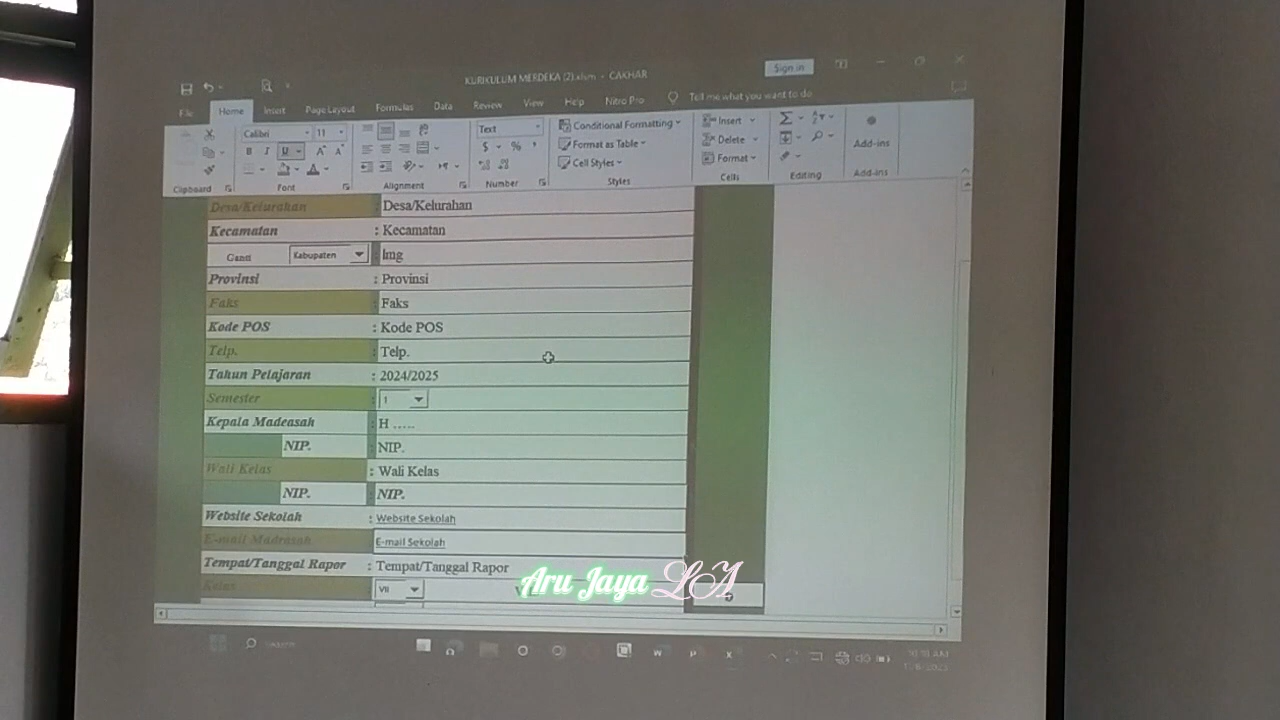 KURIKULUM MERDEKA (2).xlsm - CAKHAR
Sign in
File Home Insert Page Layout Formulas Data Review View Help Nitro Pro Tell me what you want to do
Calibri 11
Text
Conditional Formatting
Format as Table
Cell Styles
Insert
Delete
Format
Add-ins
B I U
$ %
Clipboard Font Alignment Number Styles Cells Editing Add-ins
Desa/Kelurahan : Desa/Kelurahan
Kecamatan : Kecamatan
Ganti Kabupaten : lmg
Provinsi : Provinsi
Faks : Faks
Kode POS : Kode POS
Telp. : Telp.
Tahun Pelajaran : 2024/2025
Semester : 1
Kepala Madeasah : H .....
NIP. : NIP.
Wali Kelas : Wali Kelas
NIP. : NIP.
Website Sekolah : Website Sekolah
E-mail Madrasah E-mail Sekolah
Tempat/Tanggal Rapor : Tempat/Tanggal Rapor
Kelas VII
Aru Jaya LA
Search